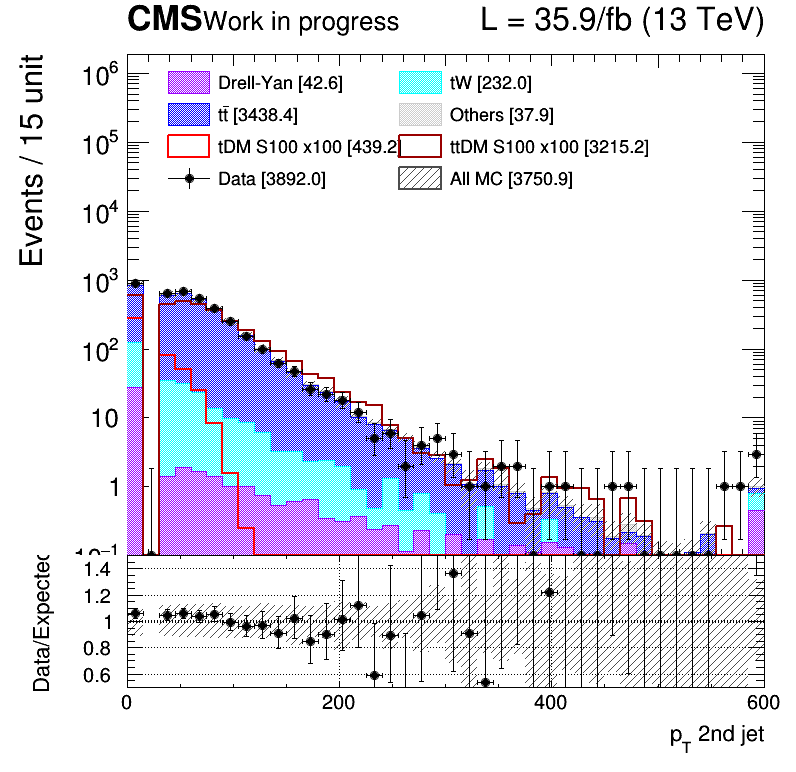 CMS Work in progress L = 35.9/fb (13 TeV)
Events / 15 unit
10⁶
10⁵
10⁴
10³
10²
10
1
10⁻¹
Drell-Yan [42.6] tW [232.0]
tt̄ [3438.4] Others [37.9]
tDM S100 x100 [439.2] ttDM S100 x100 [3215.2]
Data [3892.0] All MC [3750.9]
Data/Expected
1.4
1.2
1
0.8
0.6
0 200 400 600
p_T 2nd jet